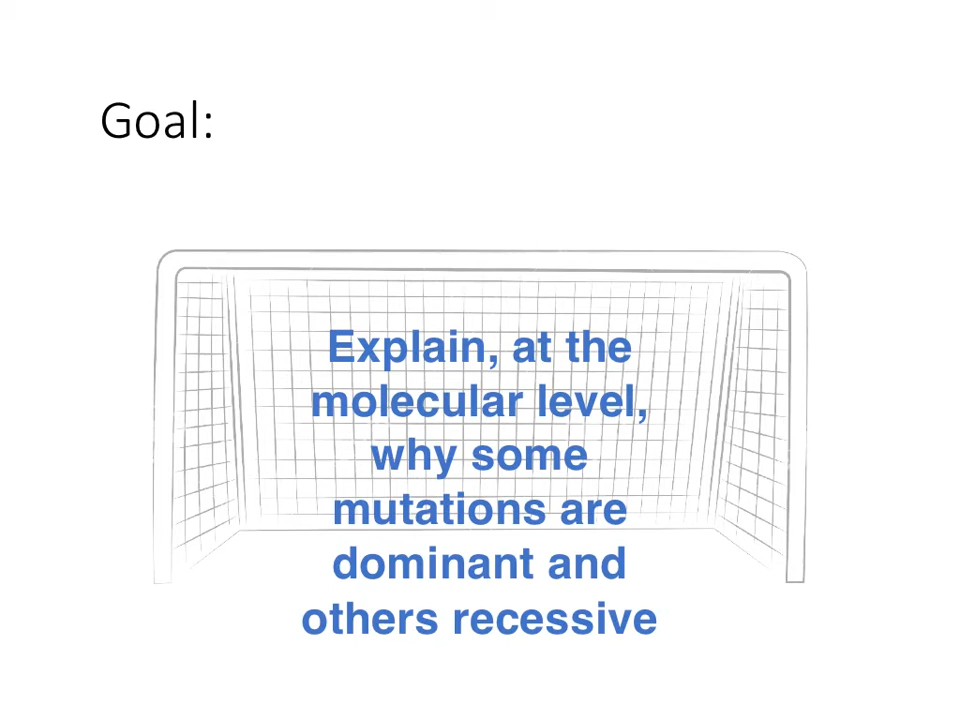 Goal:
Explain, at the
molecular level,
why some
mutations are
dominant and
others recessive